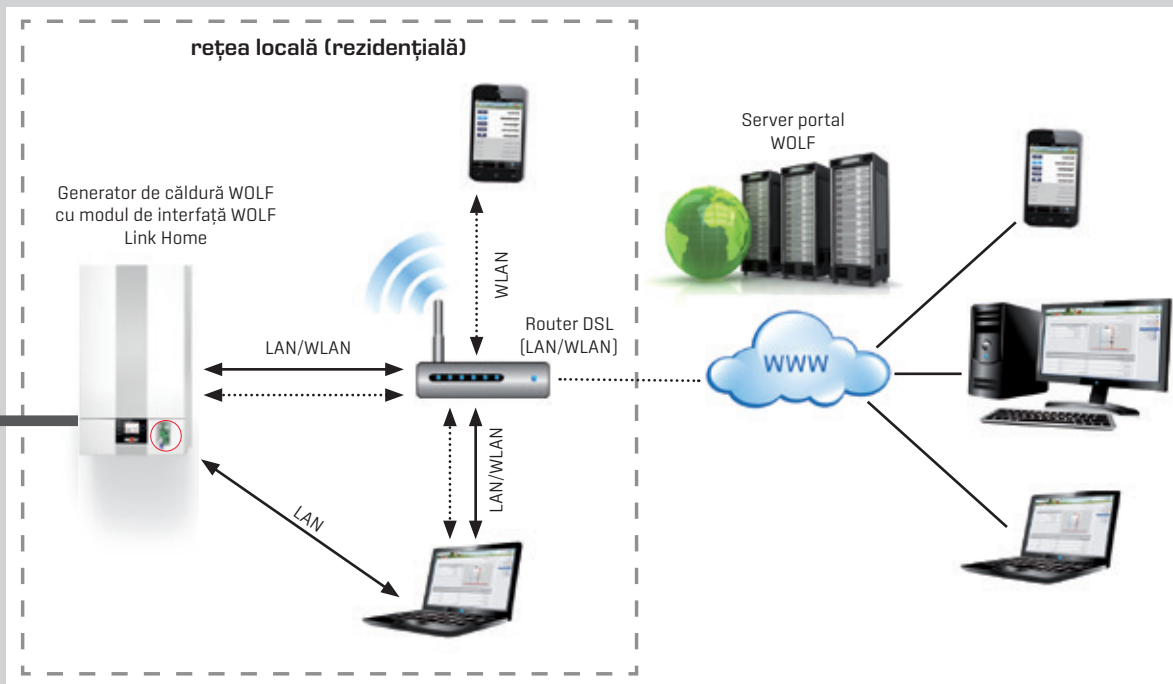 rețea locală (rezidențială)
Generator de căldură WOLF
cu modul de interfață WOLF
Link Home
LAN/WLAN
WLAN
Router DSL
(LAN/WLAN)
LAN/WLAN
LAN
Server portal
WOLF
WWW